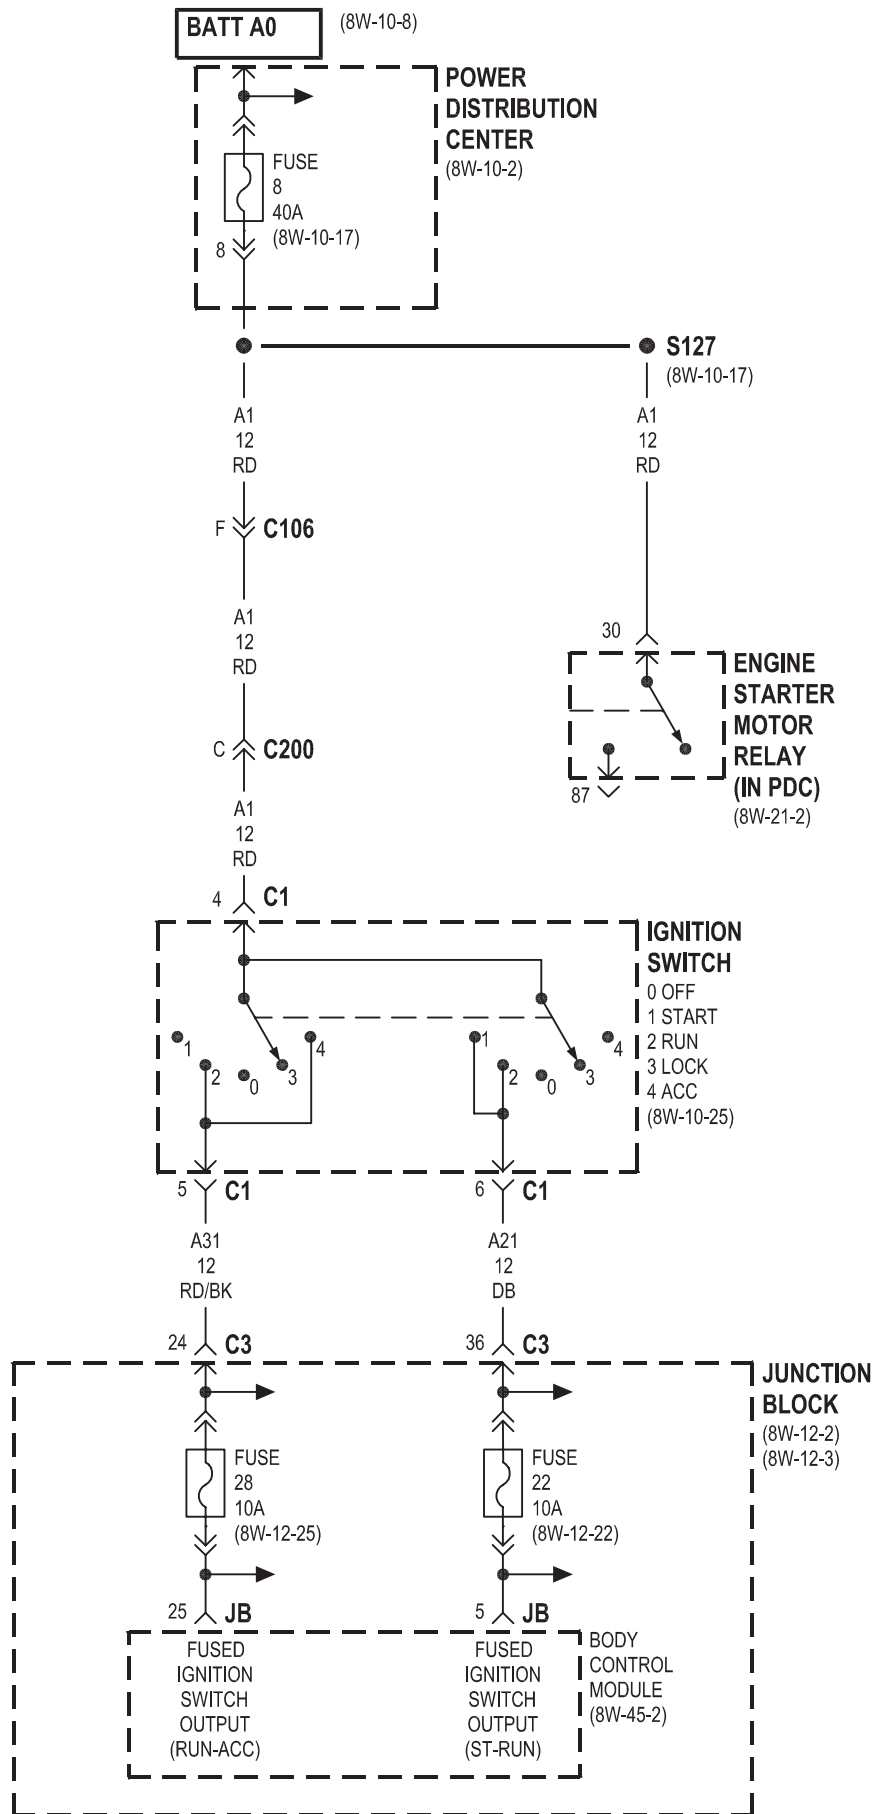 BATT A0
(8W-10-8)
POWER
DISTRIBUTION
CENTER
(8W-10-2)
FUSE
8
40A
(8W-10-17)
8
S127
(8W-10-17)
A1
12
RD
A1
12
RD
F
C106
A1
12
RD
30
ENGINE
STARTER
MOTOR
RELAY
(IN PDC)
(8W-21-2)
87
C
C200
A1
12
RD
4
C1
IGNITION
SWITCH
0 OFF
1 START
2 RUN
3 LOCK
4 ACC
(8W-10-25)
1
2
0
3
4
1
2
0
3
4
5
C1
6
C1
A31
12
RD/BK
A21
12
DB
24
C3
36
C3
JUNCTION
BLOCK
(8W-12-2)
(8W-12-3)
FUSE
28
10A
(8W-12-25)
FUSE
22
10A
(8W-12-22)
25
JB
5
JB
FUSED
IGNITION
SWITCH
OUTPUT
(RUN-ACC)
FUSED
IGNITION
SWITCH
OUTPUT
(ST-RUN)
BODY
CONTROL
MODULE
(8W-45-2)